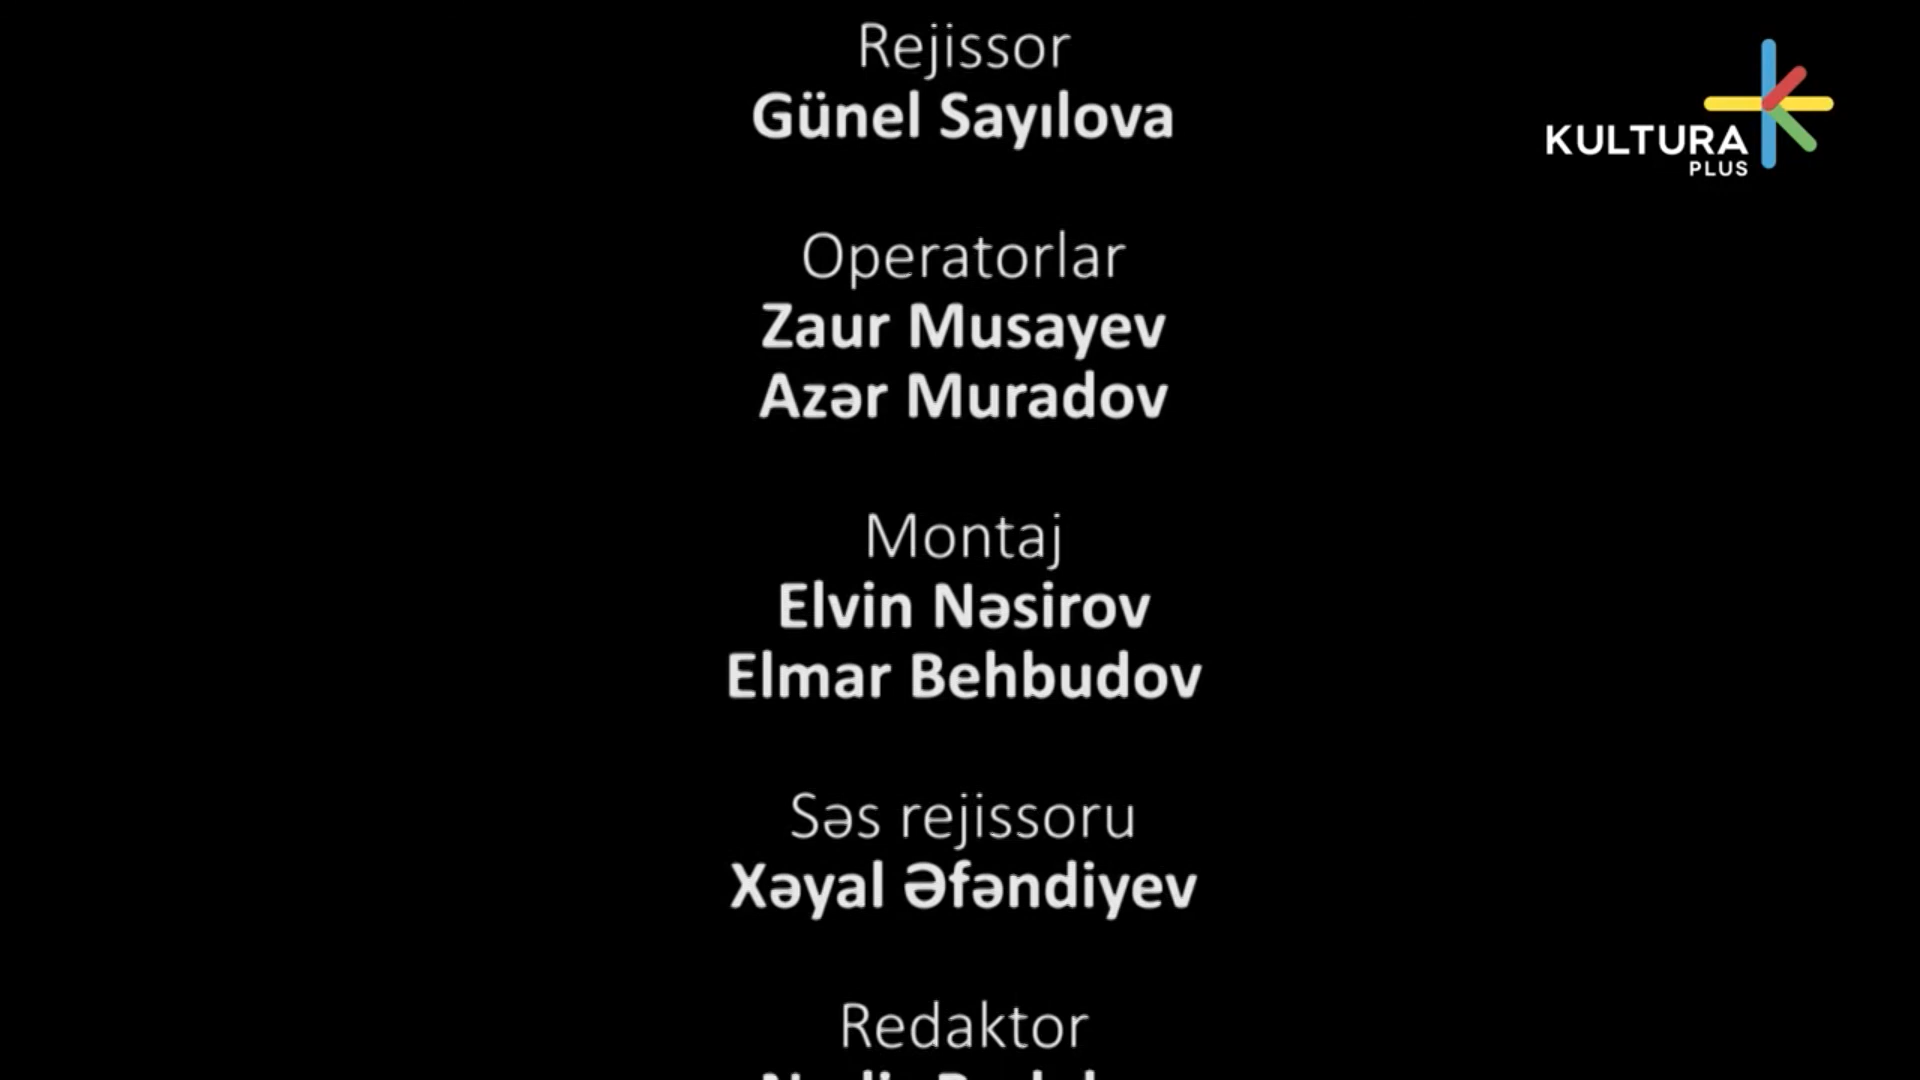 Rejissor
Günel Sayılova
KULTURA
PLUS
Operatorlar
Zaur Musayev
Azər Muradov
Montaj
Elvin Nəsirov
Elmar Behbudov
Səs rejissoru
Xəyal Əfəndiyev
Redaktor